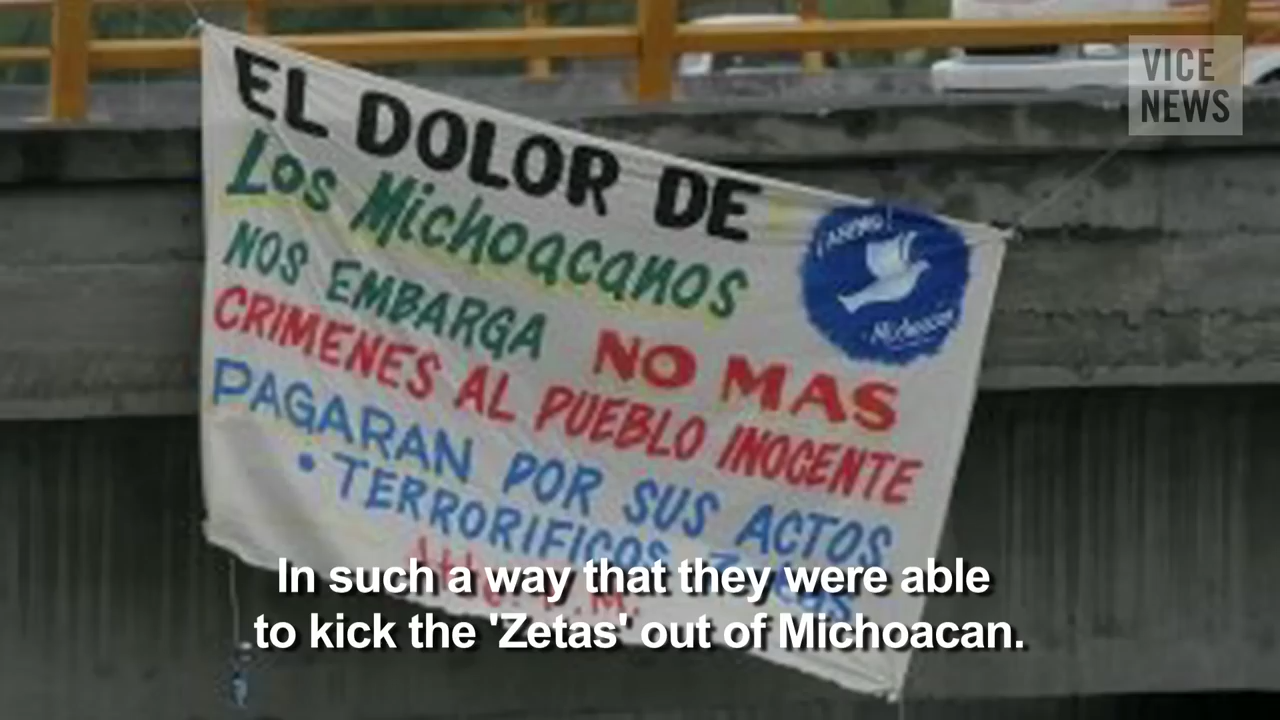 VICE
NEWS
EL DOLOR DE
Los Michoacanos
NOS EMBARGA NO MAS
CRIMENES AL PUEBLO INOCENTE
PAGARAN POR SUS ACTOS
• TERRORIFICOS
Michoacán
In such a way that they were able
to kick the 'Zetas' out of Michoacan.